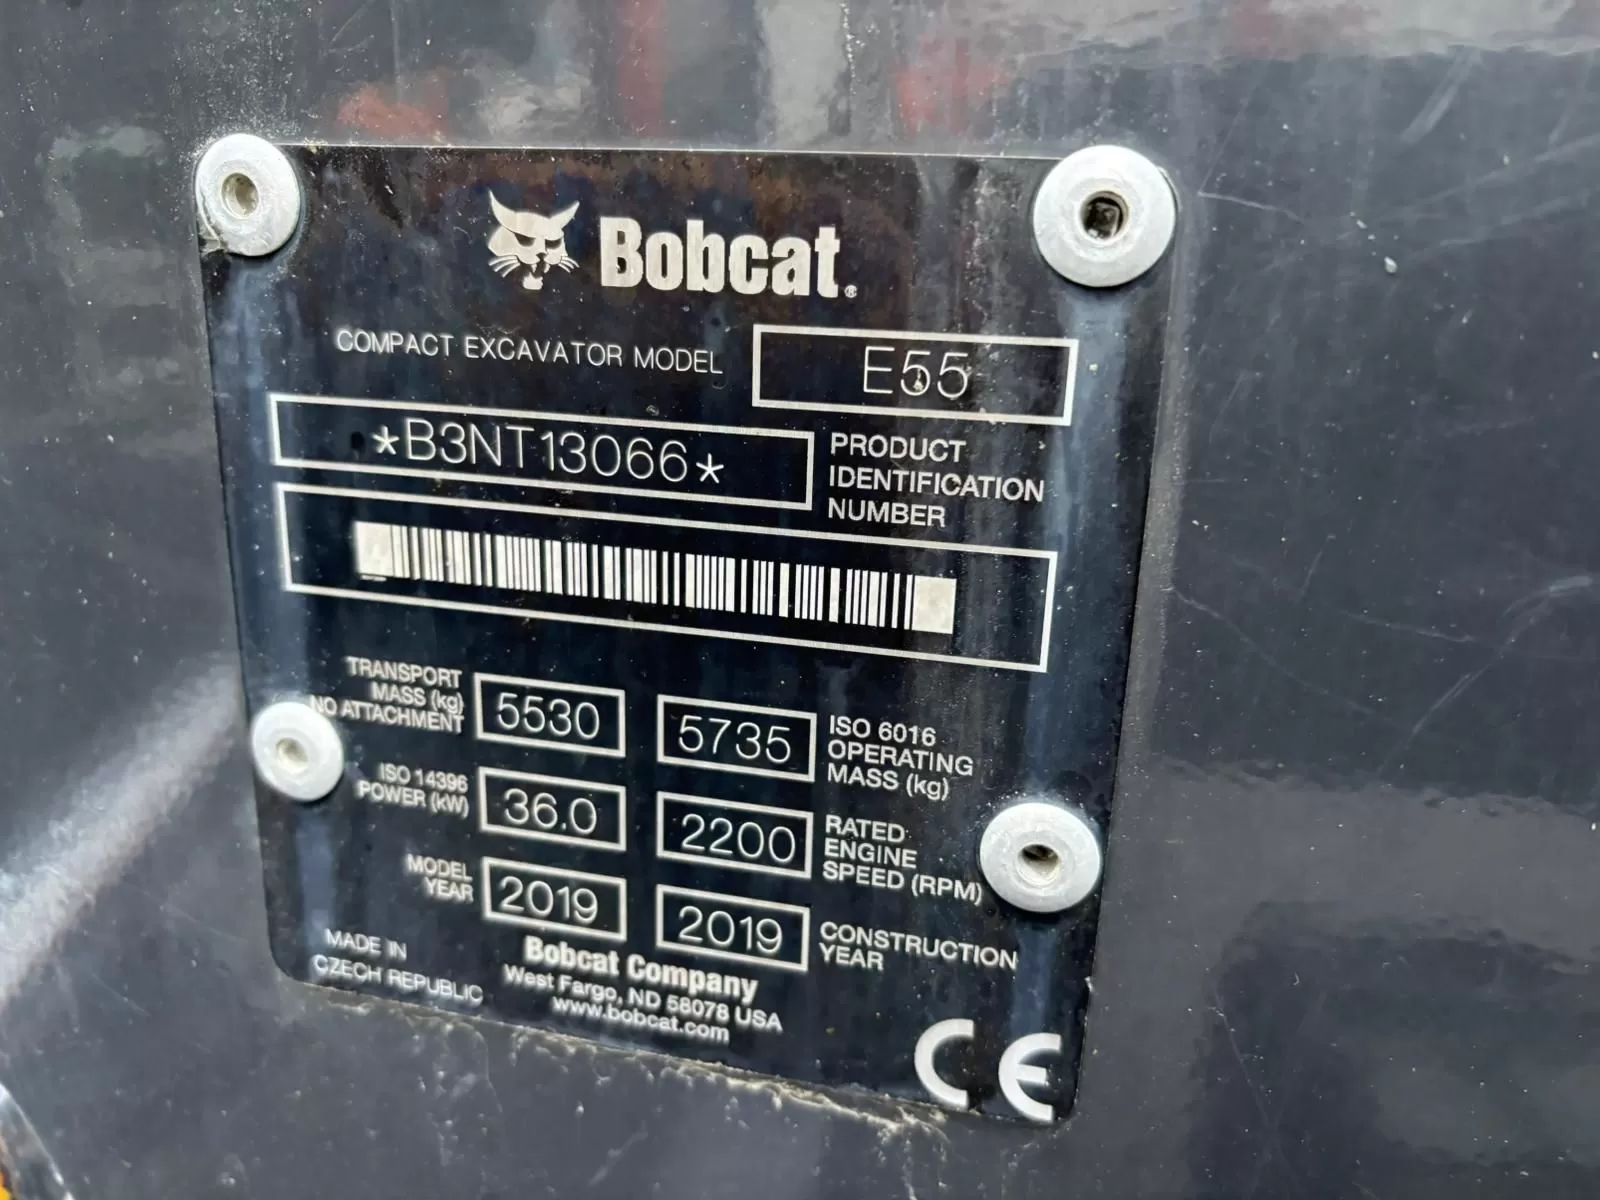 Bobcat®
COMPACT EXCAVATOR MODEL E55
*B3NT13066*
PRODUCT
IDENTIFICATION
NUMBER
TRANSPORT
MASS (kg)
NO ATTACHMENT
5530
5735
ISO 6016
OPERATING
MASS (kg)
ISO 14396
POWER (kW)
36.0
2200
RATED
ENGINE
SPEED (RPM)
MODEL
YEAR
2019
2019
CONSTRUCTION
YEAR
MADE IN
CZECH REPUBLIC
Bobcat Company
West Fargo, ND 58078 USA
www.bobcat.com
CE